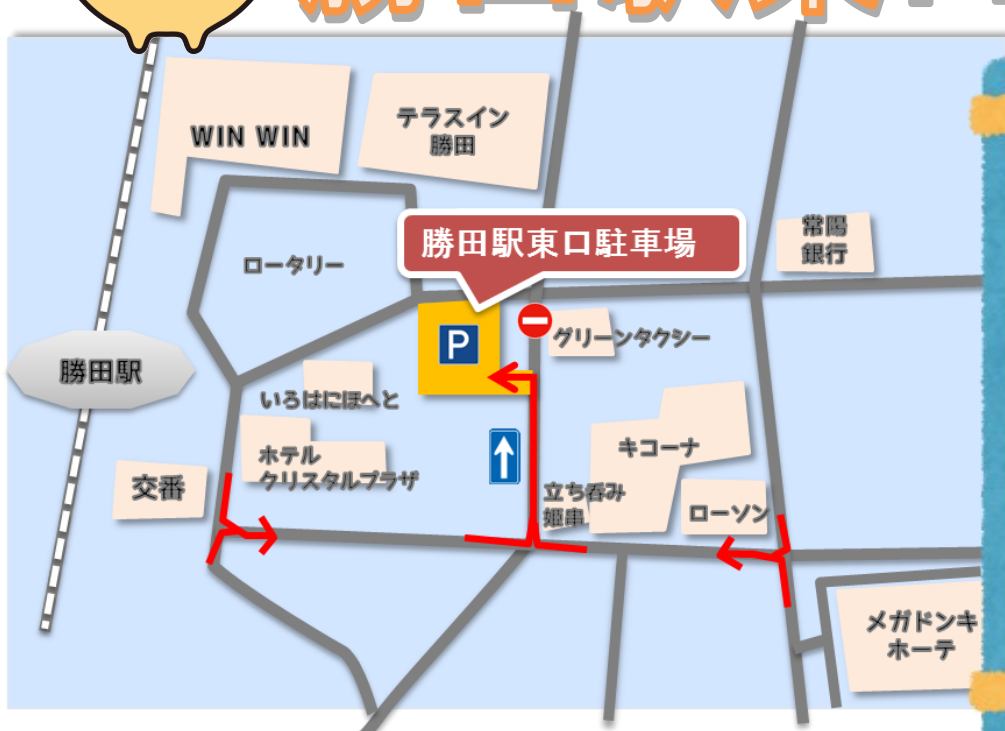 WIN WIN
テラスイン
勝田
常陽
銀行
勝田駅東口駐車場
ロータリー
P
グリーンタクシー
勝田駅
いろはにほへと
ホテル
クリスタルプラザ
キコーナ
交番
立ち呑み
姫串
ローソン
メガドンキ
ホーテ